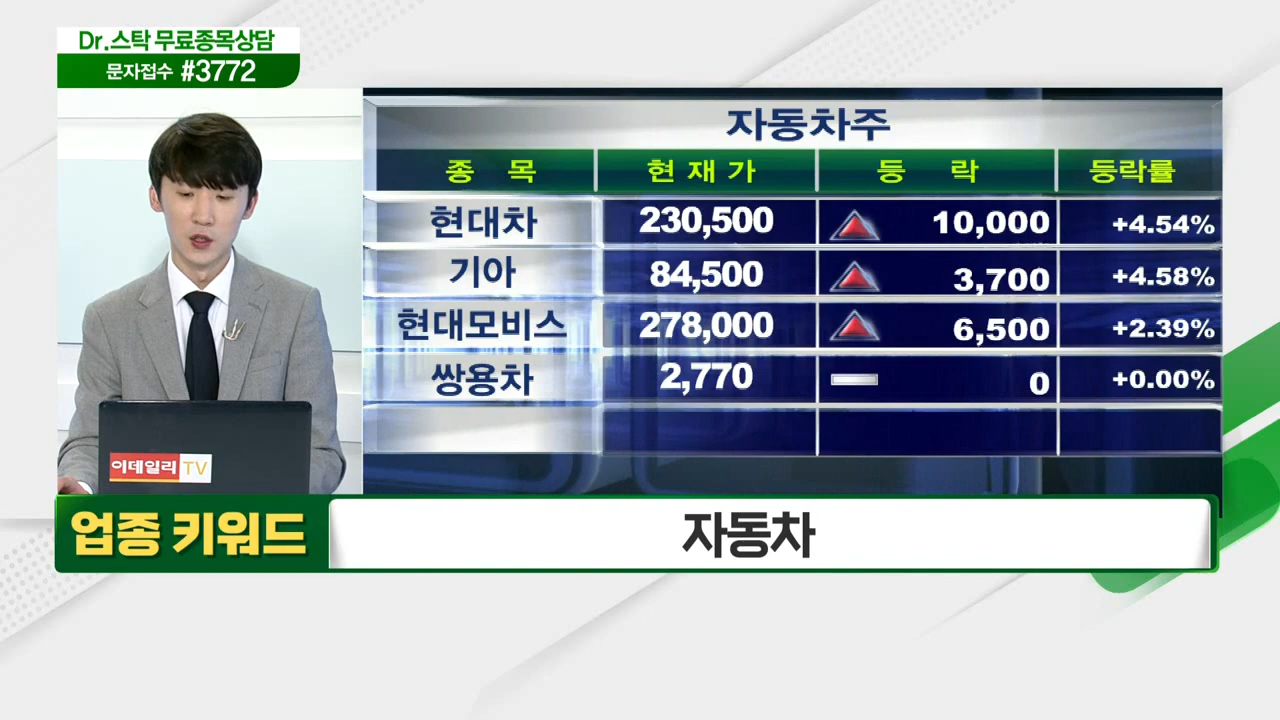 Dr.스탁 무료종목상담
문자접수 #3772
자동차주
종 목 현재가 등 락 등락률
현대차 230,500 ▲ 10,000 +4.54%
기아 84,500 ▲ 3,700 +4.58%
현대모비스 278,000 ▲ 6,500 +2.39%
쌍용차 2,770 0 +0.00%
이데일리TV
업종 키워드 자동차